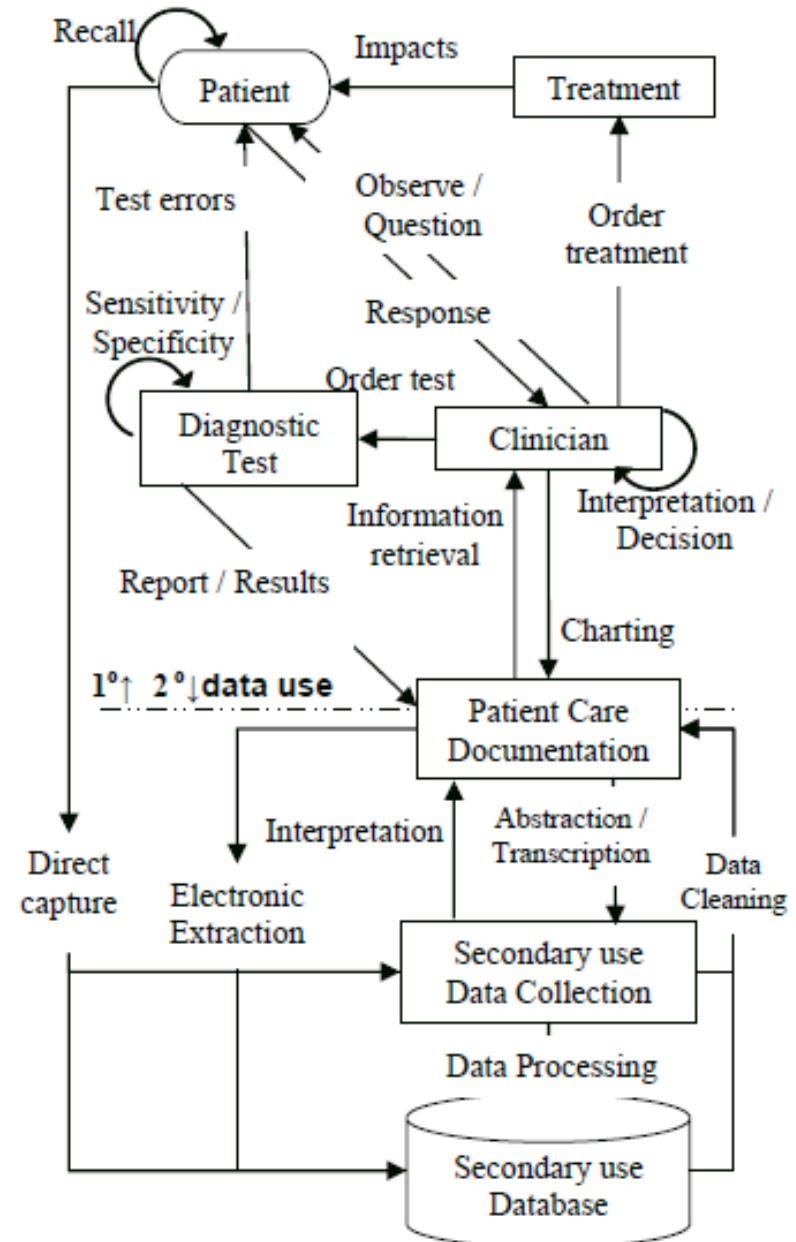 Recall
Impacts
Patient
Treatment
Test errors
Observe /
Question
Order
treatment
Sensitivity /
Specificity
Response
Order test
Diagnostic
Test
Clinician
Information
retrieval
Interpretation /
Decision
Report / Results
Charting
1°↑ 2°↓data use
Patient Care
Documentation
Interpretation
Abstraction /
Transcription
Direct
capture
Electronic
Extraction
Data
Cleaning
Secondary use
Data Collection
Data Processing
Secondary use
Database